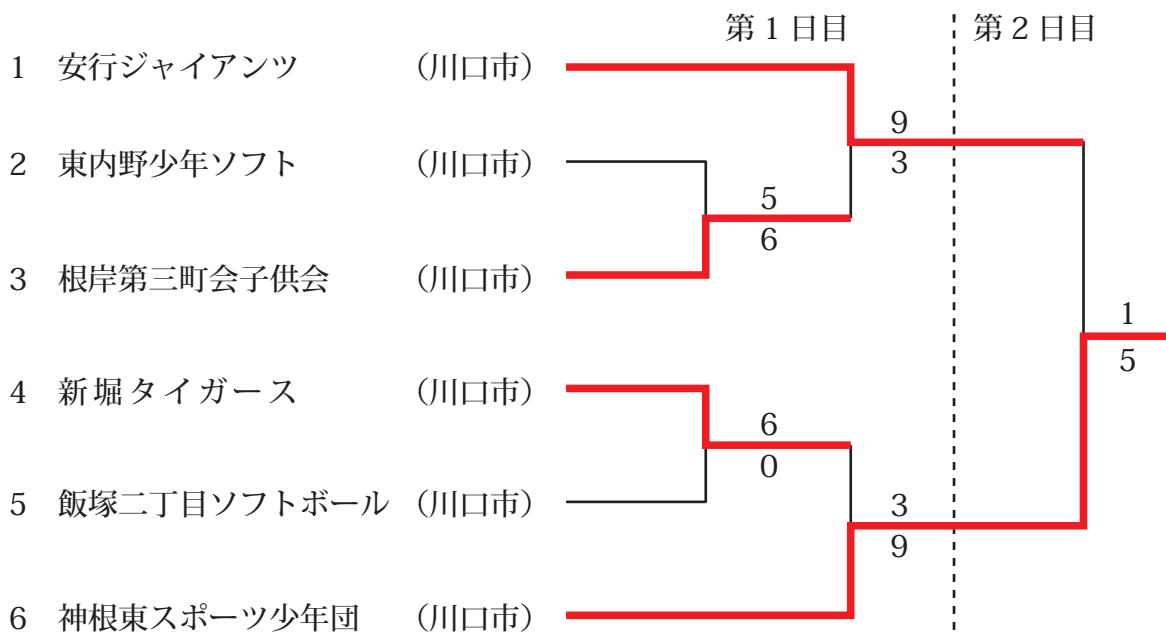 第1日目 第2日目
1 安行ジャイアンツ (川口市)
9
2 東内野少年ソフト (川口市)
3
5
6
3 根岸第三町会子供会 (川口市)
1
5
4 新堀タイガース (川口市)
6
0
5 飯塚二丁目ソフトボール (川口市)
3
9
6 神根東スポーツ少年団 (川口市)